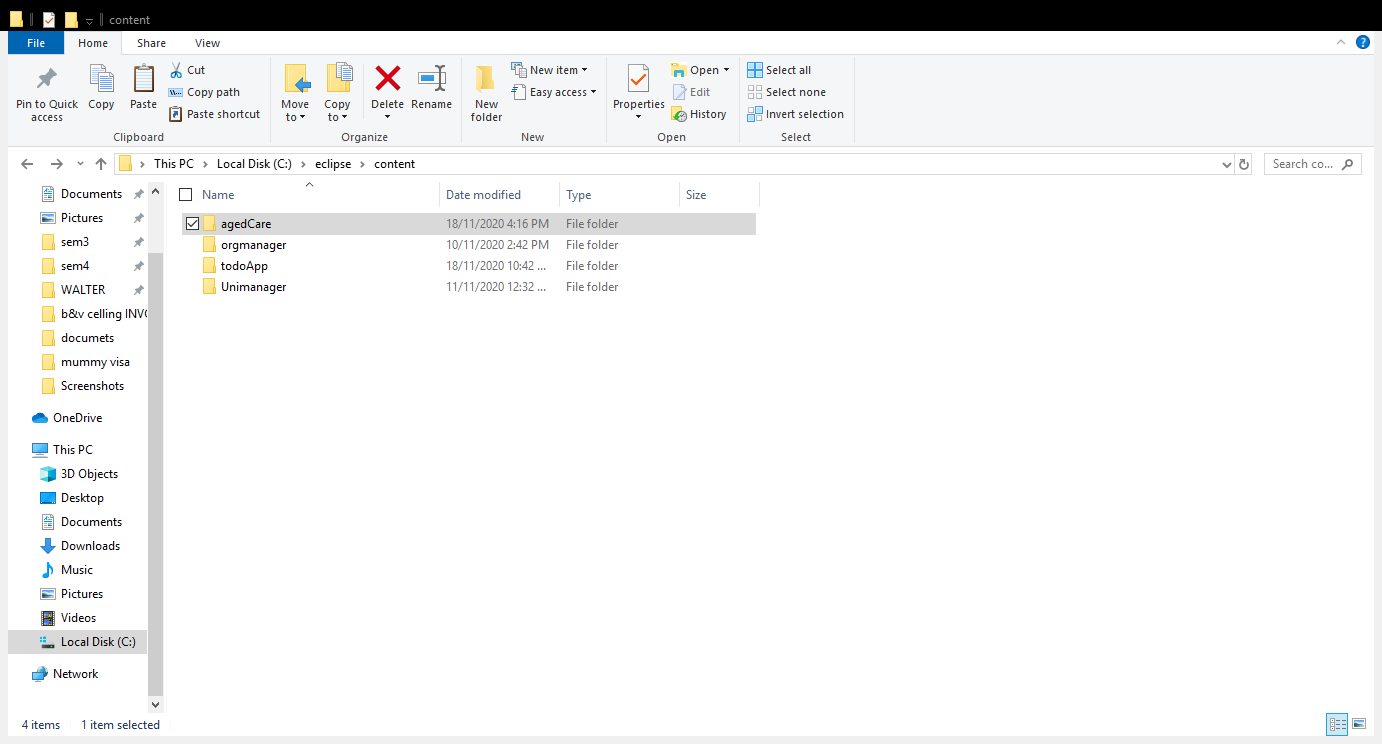 content
File Home Share View
Pin to Quick access
Copy
Paste
Cut
Copy path
Paste shortcut
Clipboard
Move to
Copy to
Delete
Rename
Organize
New folder
New item
Easy access
New
Properties
Open
Edit
History
Open
Select all
Select none
Invert selection
Select
This PC > Local Disk (C:) > eclipse > content
Search co...
Documents
Pictures
sem3
sem4
WALTER
b&v celling INVO
documets
mummy visa
Screenshots
OneDrive
This PC
3D Objects
Desktop
Documents
Downloads
Music
Pictures
Videos
Local Disk (C:)
Network
Name Date modified Type Size
agedCare 18/11/2020 4:16 PM File folder
orgmanager 10/11/2020 2:42 PM File folder
todoApp 18/11/2020 10:42 ... File folder
Unimanager 11/11/2020 12:32 ... File folder
4 items 1 item selected